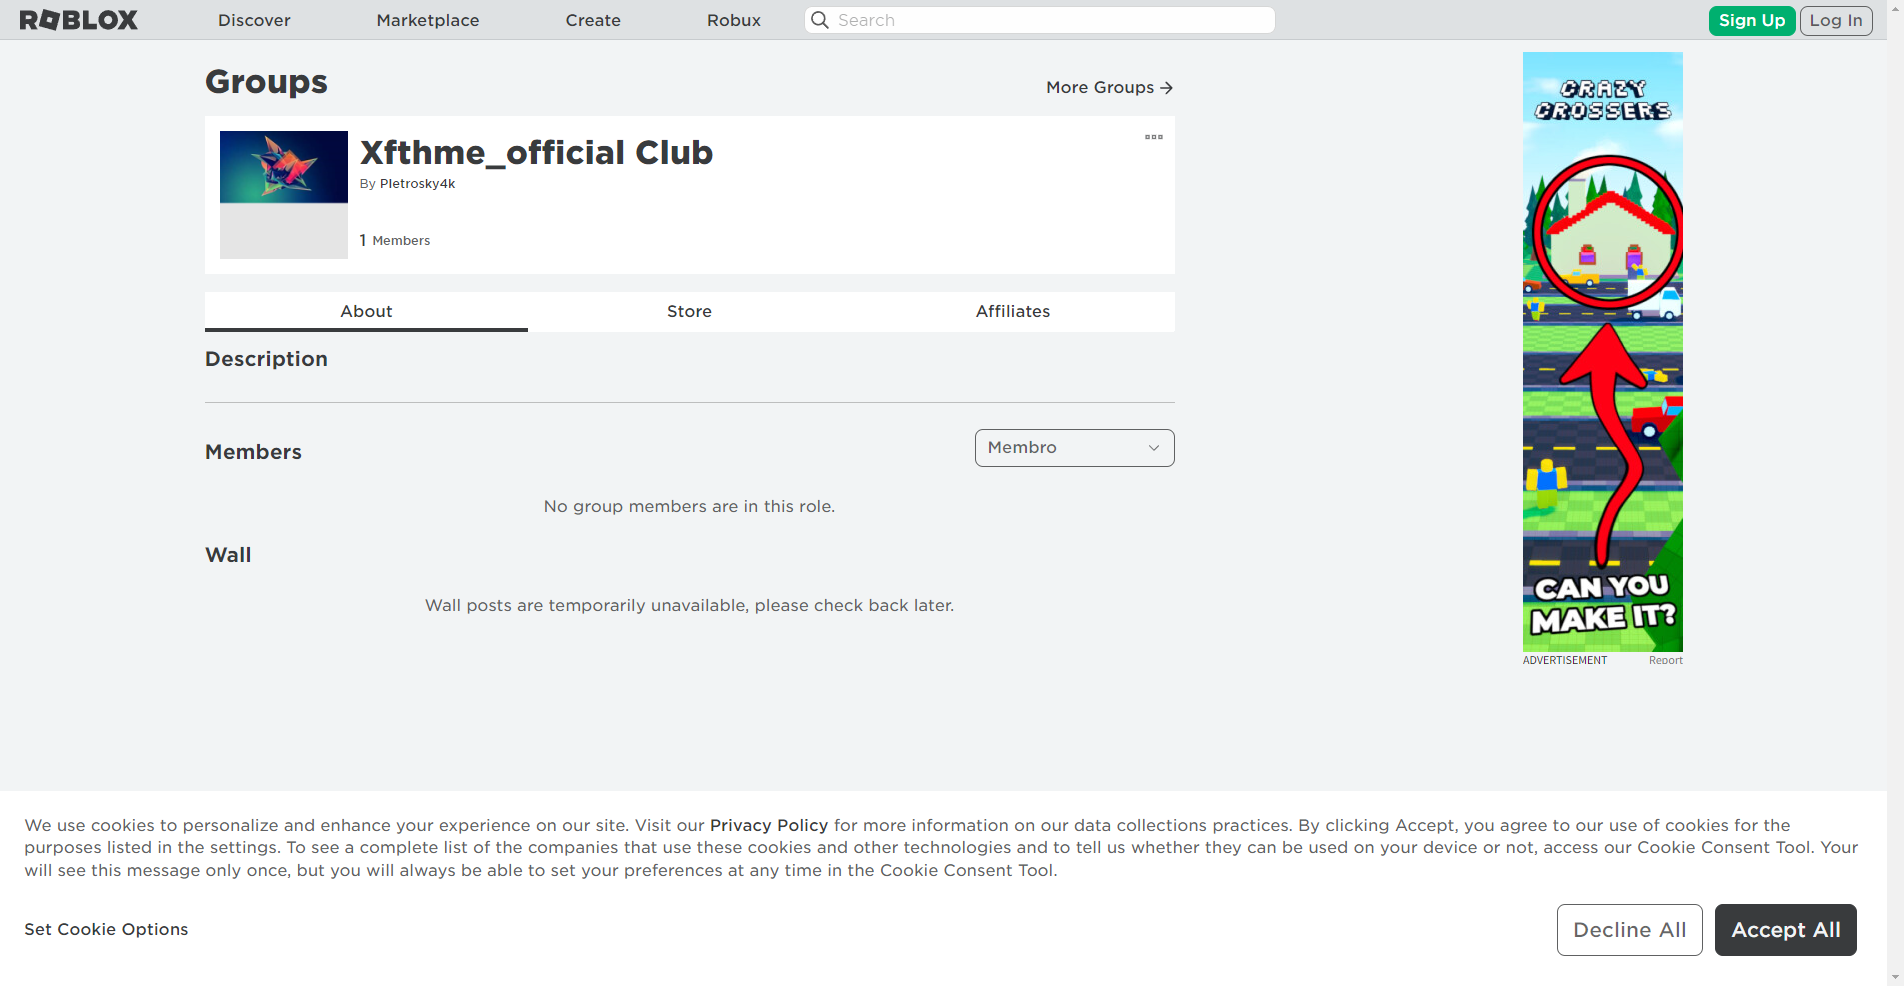 ROBLOX
Discover
Marketplace
Create
Robux
Search
Sign Up
Log In
Groups
More Groups
Xfthme_official Club
By Pletrosky4k
1 Members
About
Store
Affiliates
Description
Members
Membro
No group members are in this role.
Wall
Wall posts are temporarily unavailable, please check back later.
CRAZY
CROSSERS
CAN YOU
MAKE IT?
ADVERTISEMENT
Report
We use cookies to personalize and enhance your experience on our site. Visit our Privacy Policy for more information on our data collections practices. By clicking Accept, you agree to our use of cookies for the
purposes listed in the settings. To see a complete list of the companies that use these cookies and other technologies and to tell us whether they can be used on your device or not, access our Cookie Consent Tool. Your
will see this message only once, but you will always be able to set your preferences at any time in the Cookie Consent Tool.
Set Cookie Options
Decline All
Accept All